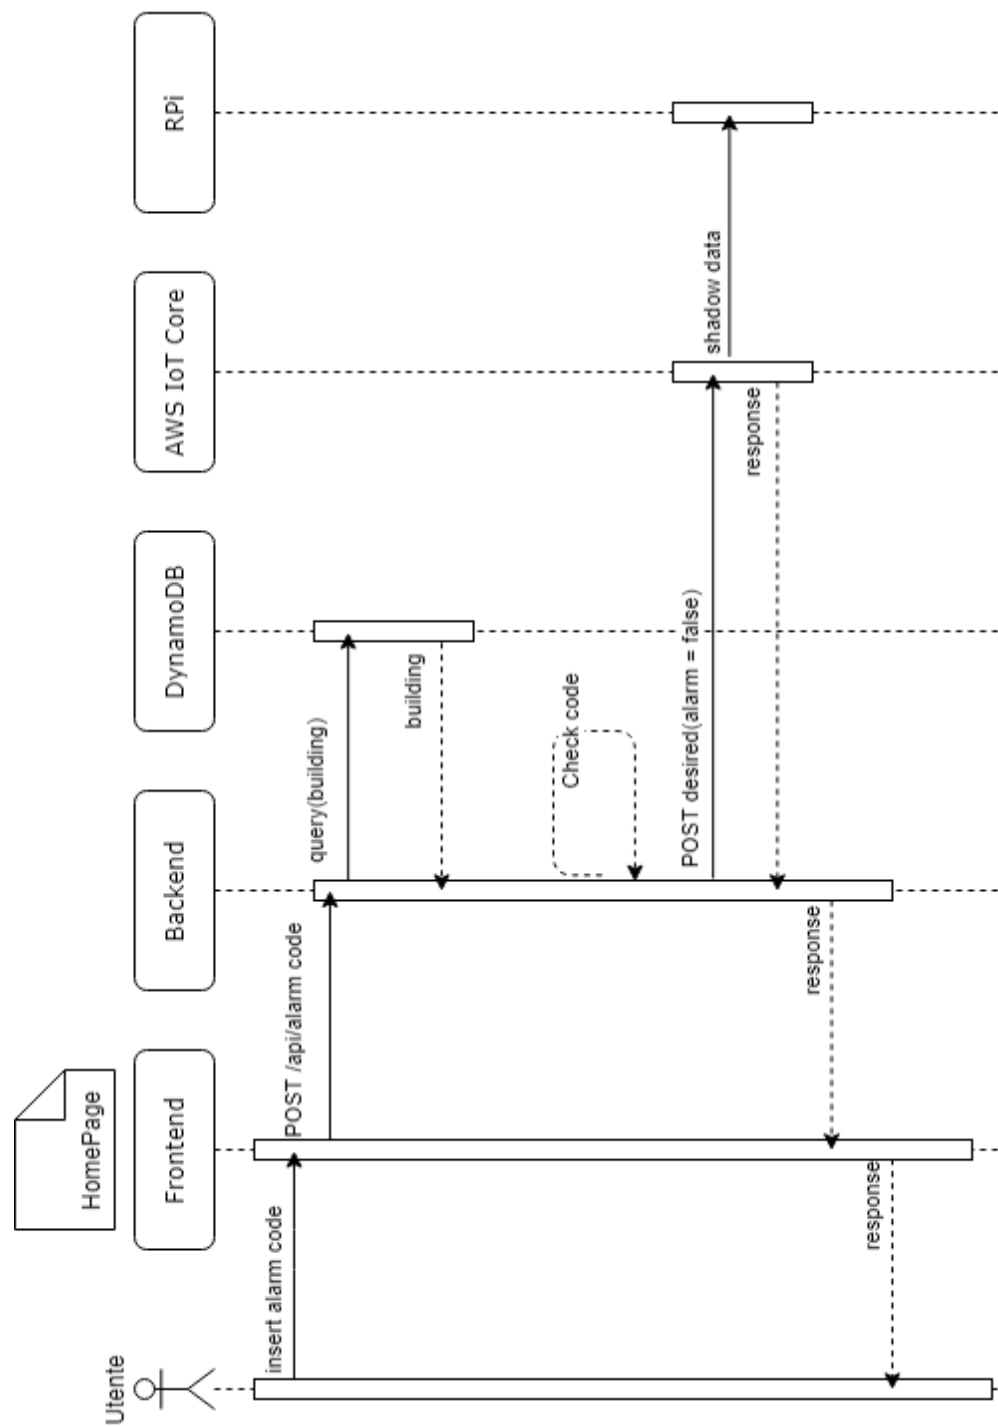 HomePage
Utente
Frontend
Backend
DynamoDB
AWS IoT Core
RPi
insert alarm code
POST /api/alarm code
query(building)
building
Check code
POST desired(alarm = false)
shadow data
response
response
response